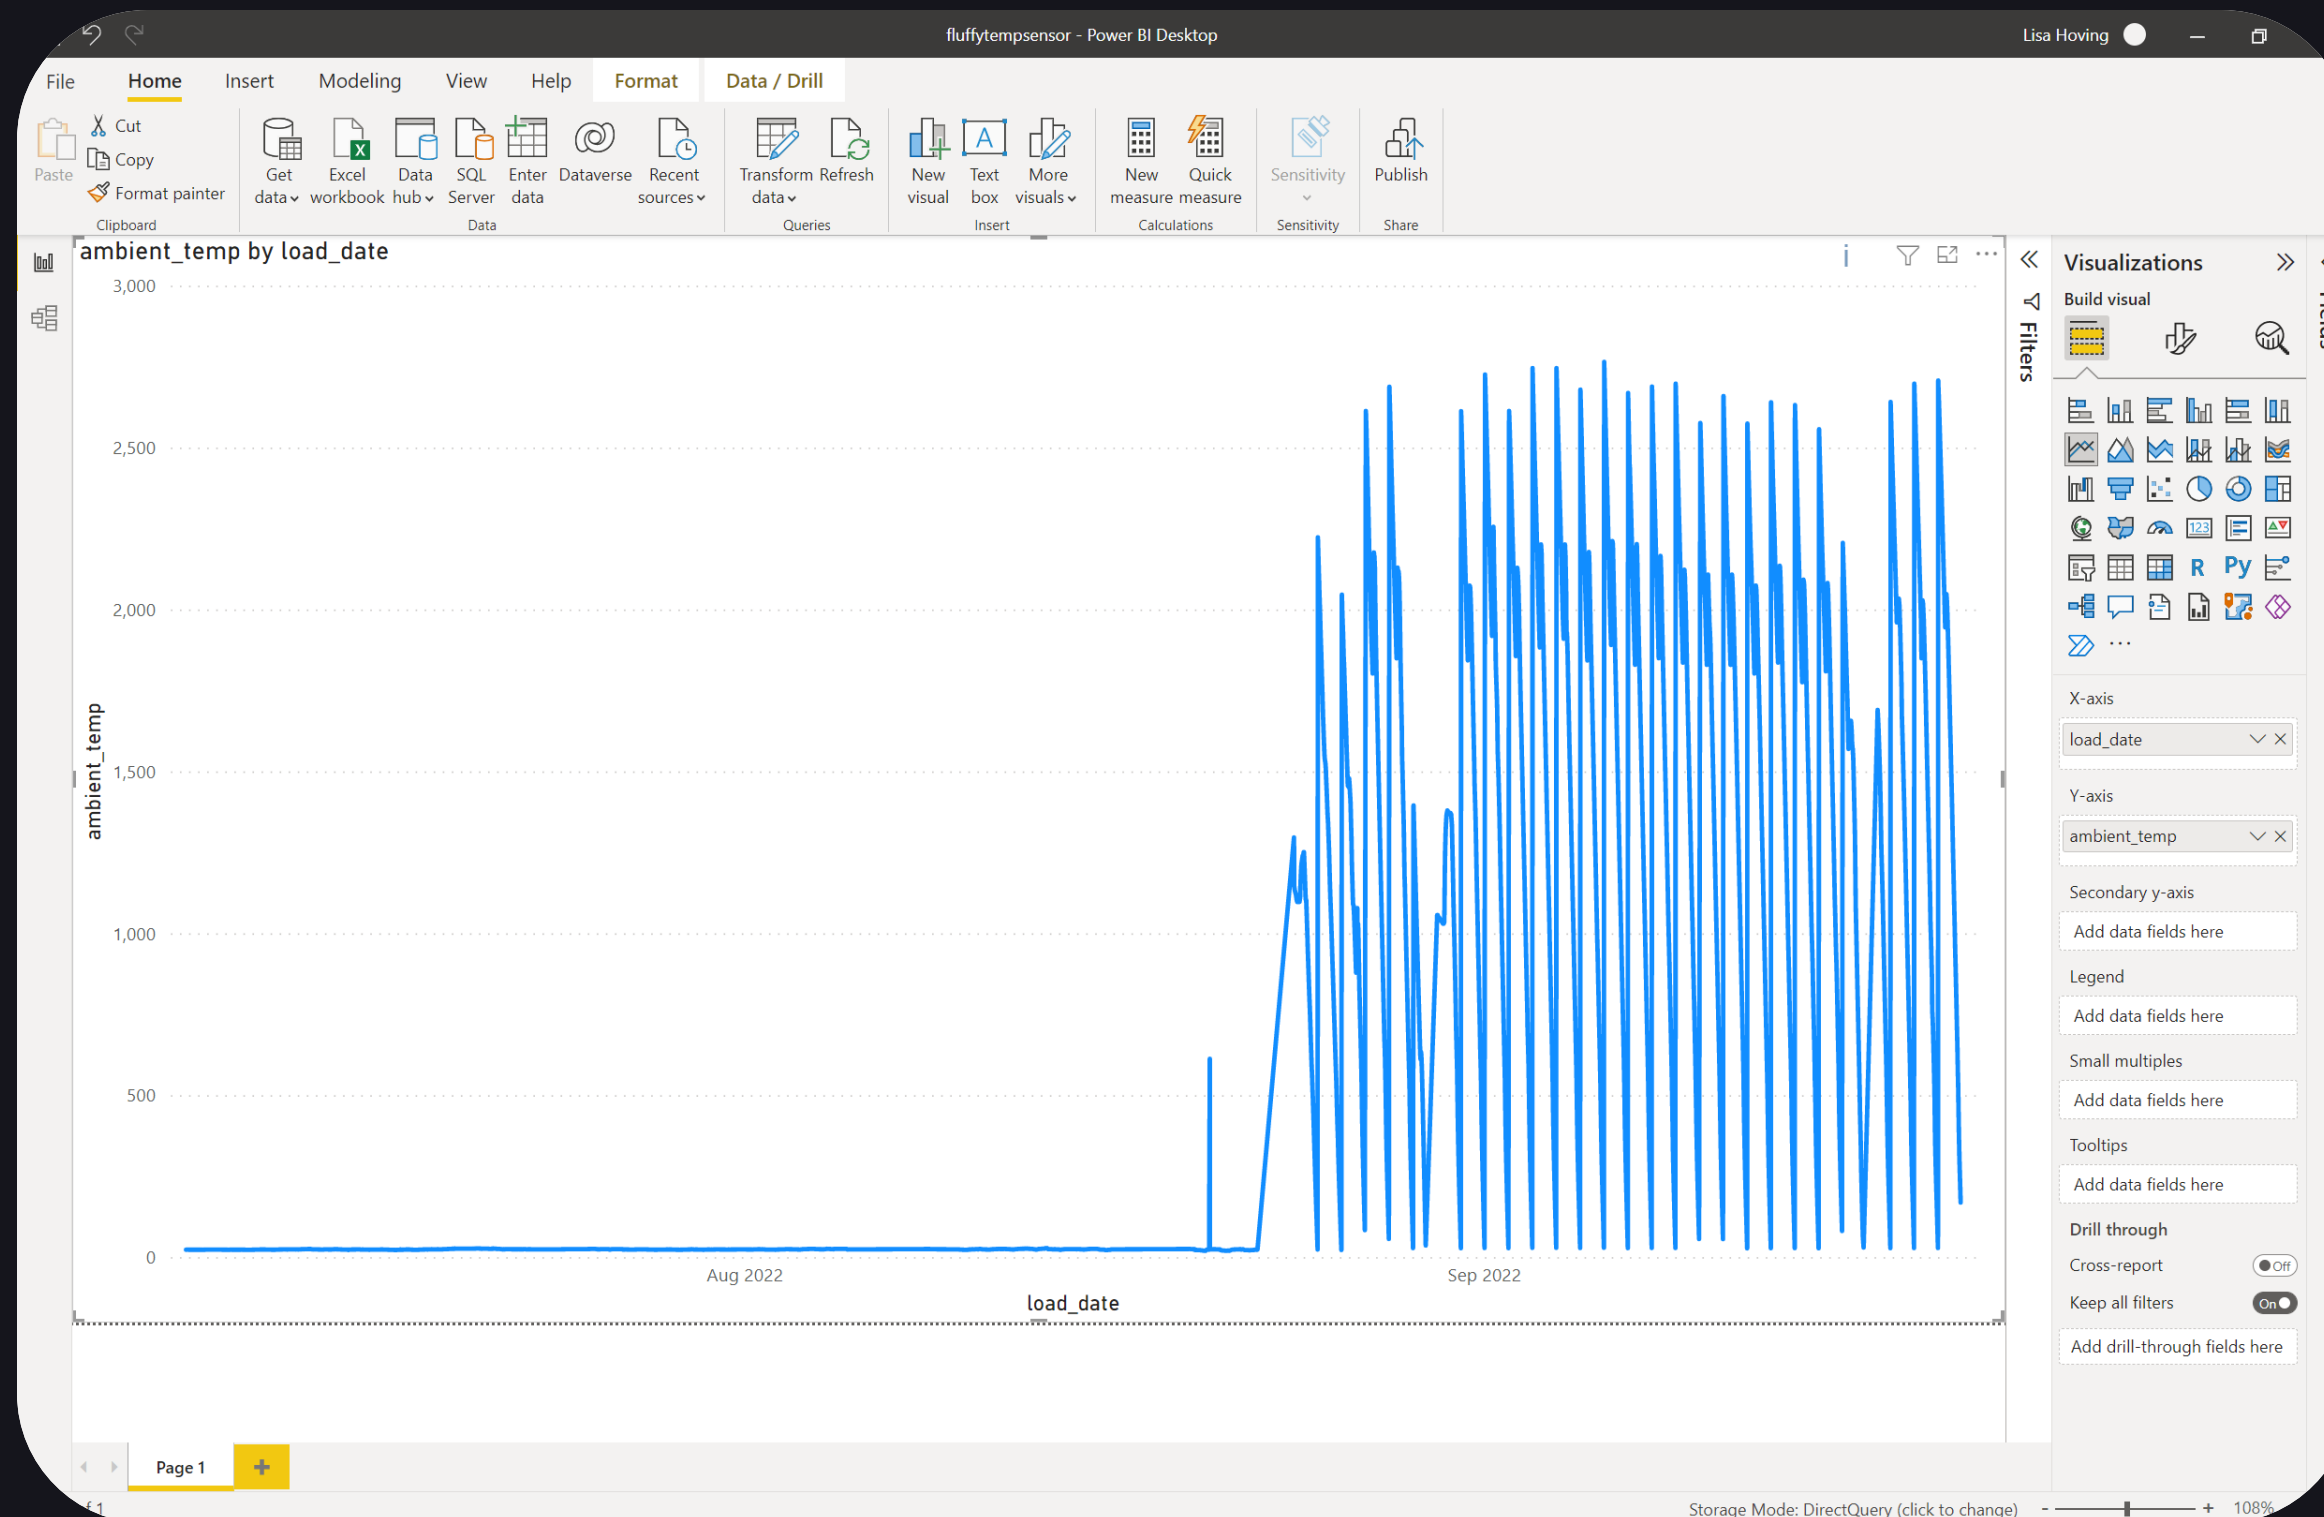 fluffytempsensor - Power BI Desktop
Lisa Hoving
File Home Insert Modeling View Help Format Data / Drill
Paste
Cut
Copy
Format painter
Clipboard
Get data
Excel workbook
Data hub
SQL Server
Enter data
Dataverse
Recent sources
Data
Transform data
Refresh
Queries
New visual
Text box
More visuals
Insert
New measure
Quick measure
Calculations
Sensitivity
Sensitivity
Publish
Share
ambient_temp by load_date
3,000
2,500
2,000
1,500
1,000
500
0
ambient_temp
Aug 2022
Sep 2022
load_date
Filters
Visualizations
Build visual
123
R
Py
X-axis
load_date
Y-axis
ambient_temp
Secondary y-axis
Add data fields here
Legend
Add data fields here
Small multiples
Add data fields here
Tooltips
Add data fields here
Drill through
Cross-report
Off
Keep all filters
On
Add drill-through fields here
Page 1
Storage Mode: DirectQuery (click to change)
108%